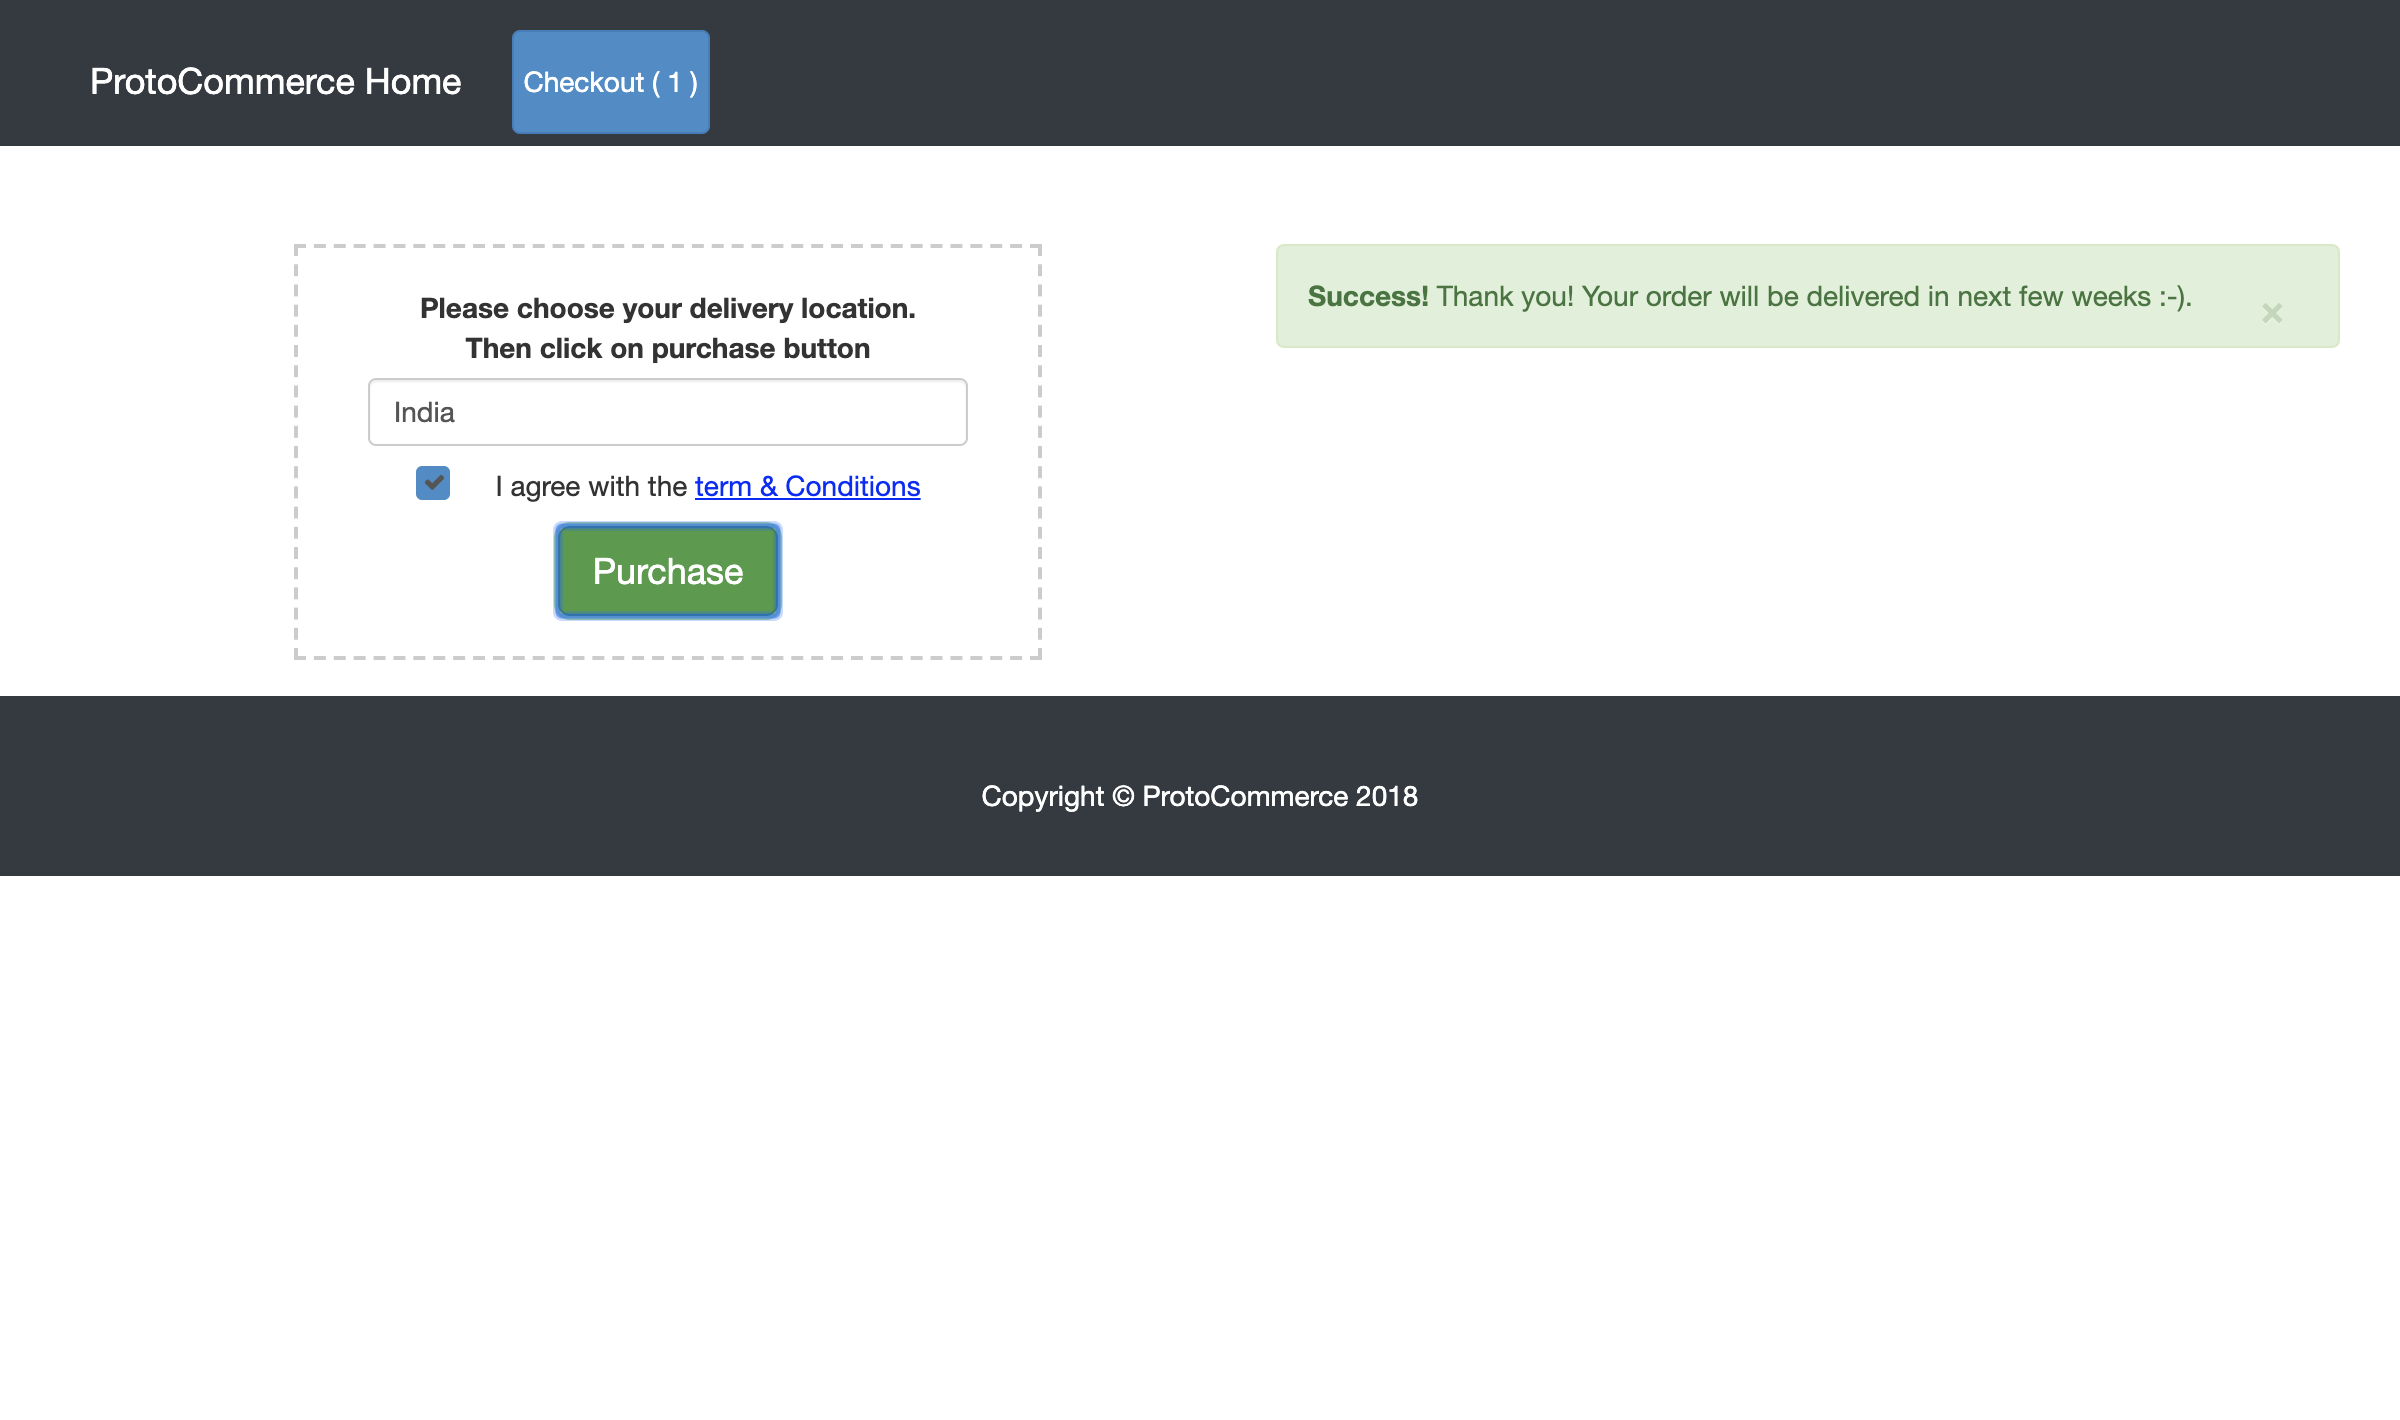 ProtoCommerce Home
Checkout ( 1 )
Please choose your delivery location.
Then click on purchase button
India
I agree with the term & Conditions
Purchase
Success! Thank you! Your order will be delivered in next few weeks :-).
×
Copyright © ProtoCommerce 2018